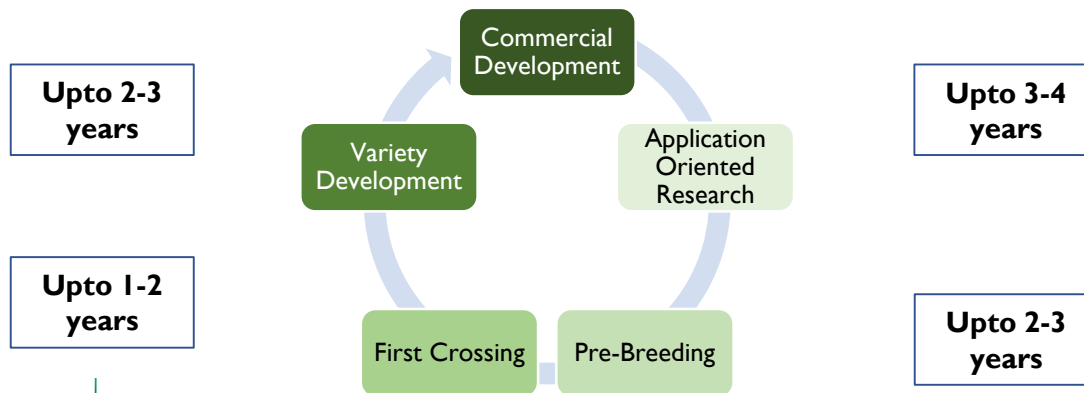 Commercial
Development
Upto 2-3
years
Upto 3-4
years
Variety
Development
Application
Oriented
Research
Upto 1-2
years
Upto 2-3
years
First Crossing
Pre-Breeding